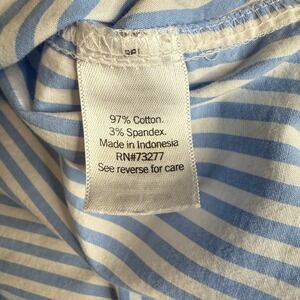 97% Cotton.
3% Spandex.
Made in Indonesia
RN#73277
See reverse for care